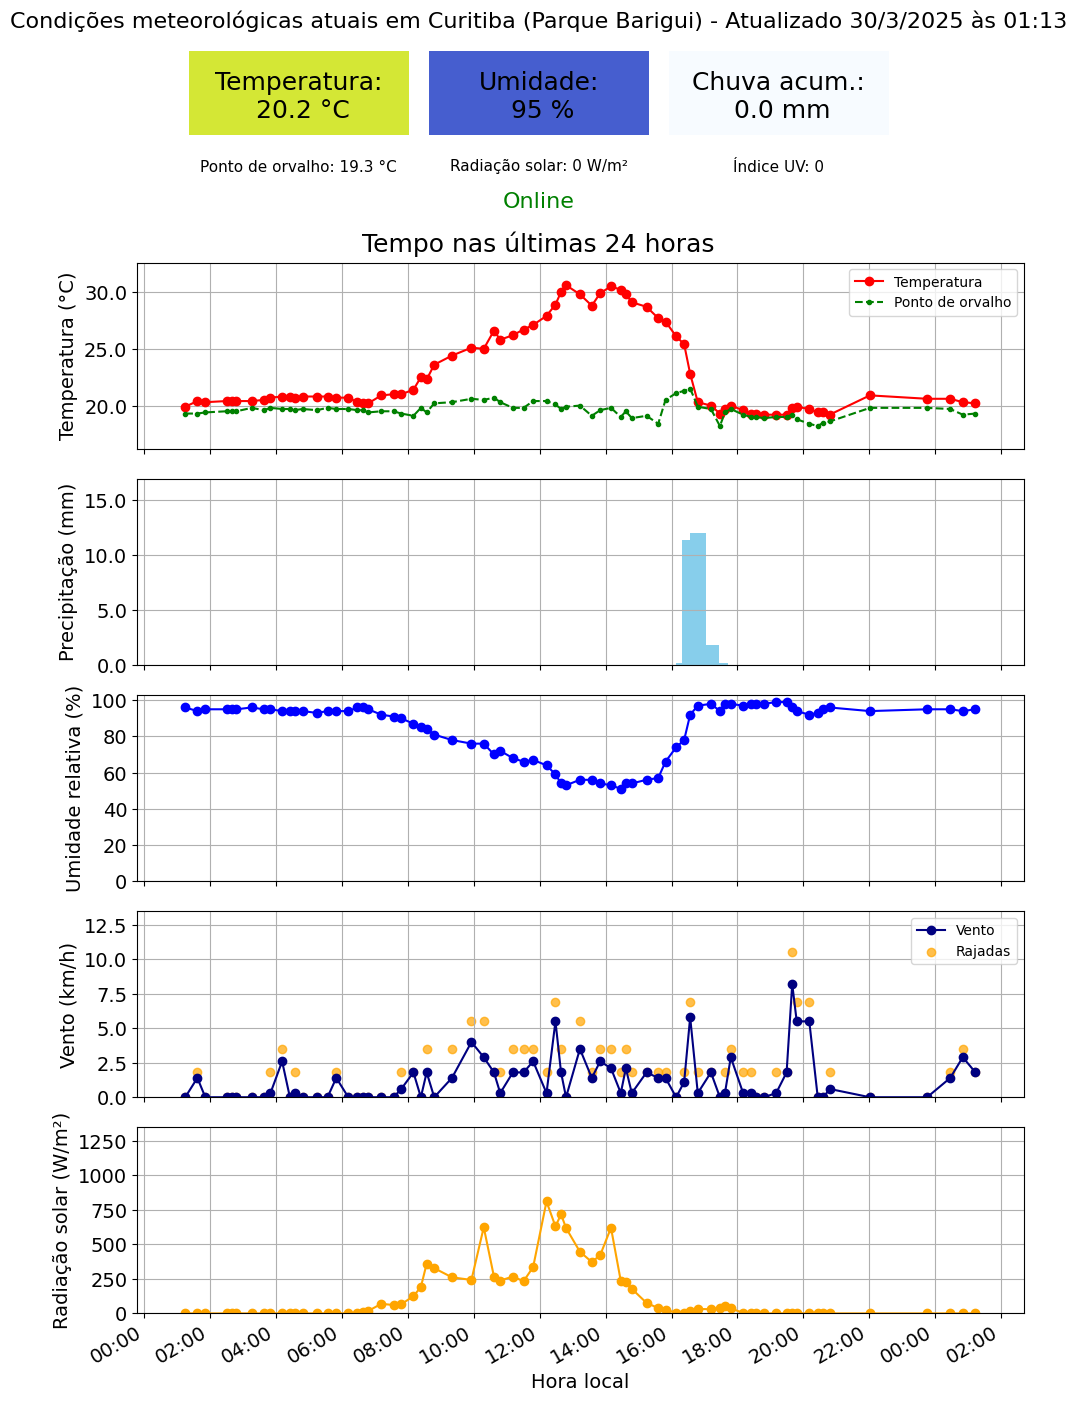 Condições meteorológicas atuais em Curitiba (Parque Barigui) - Atualizado 30/3/2025 às 01:13
Temperatura:
20.2 °C
Umidade:
95 %
Chuva acum.:
0.0 mm
Ponto de orvalho: 19.3 °C
Radiação solar: 0 W/m²
Índice UV: 0
Online
Tempo nas últimas 24 horas
Temperatura (°C)
30.0
25.0
20.0
Temperatura
Ponto de orvalho
Precipitação (mm)
15.0
10.0
5.0
0.0
Umidade relativa (%)
100
80
60
40
20
0
Vento (km/h)
12.5
10.0
7.5
5.0
2.5
0.0
Vento
Rajadas
Radiação solar (W/m²)
1250
1000
750
500
250
0
00:00 02:00 04:00 06:00 08:00 10:00 12:00 14:00 16:00 18:00 20:00 22:00 00:00 02:00
Hora local